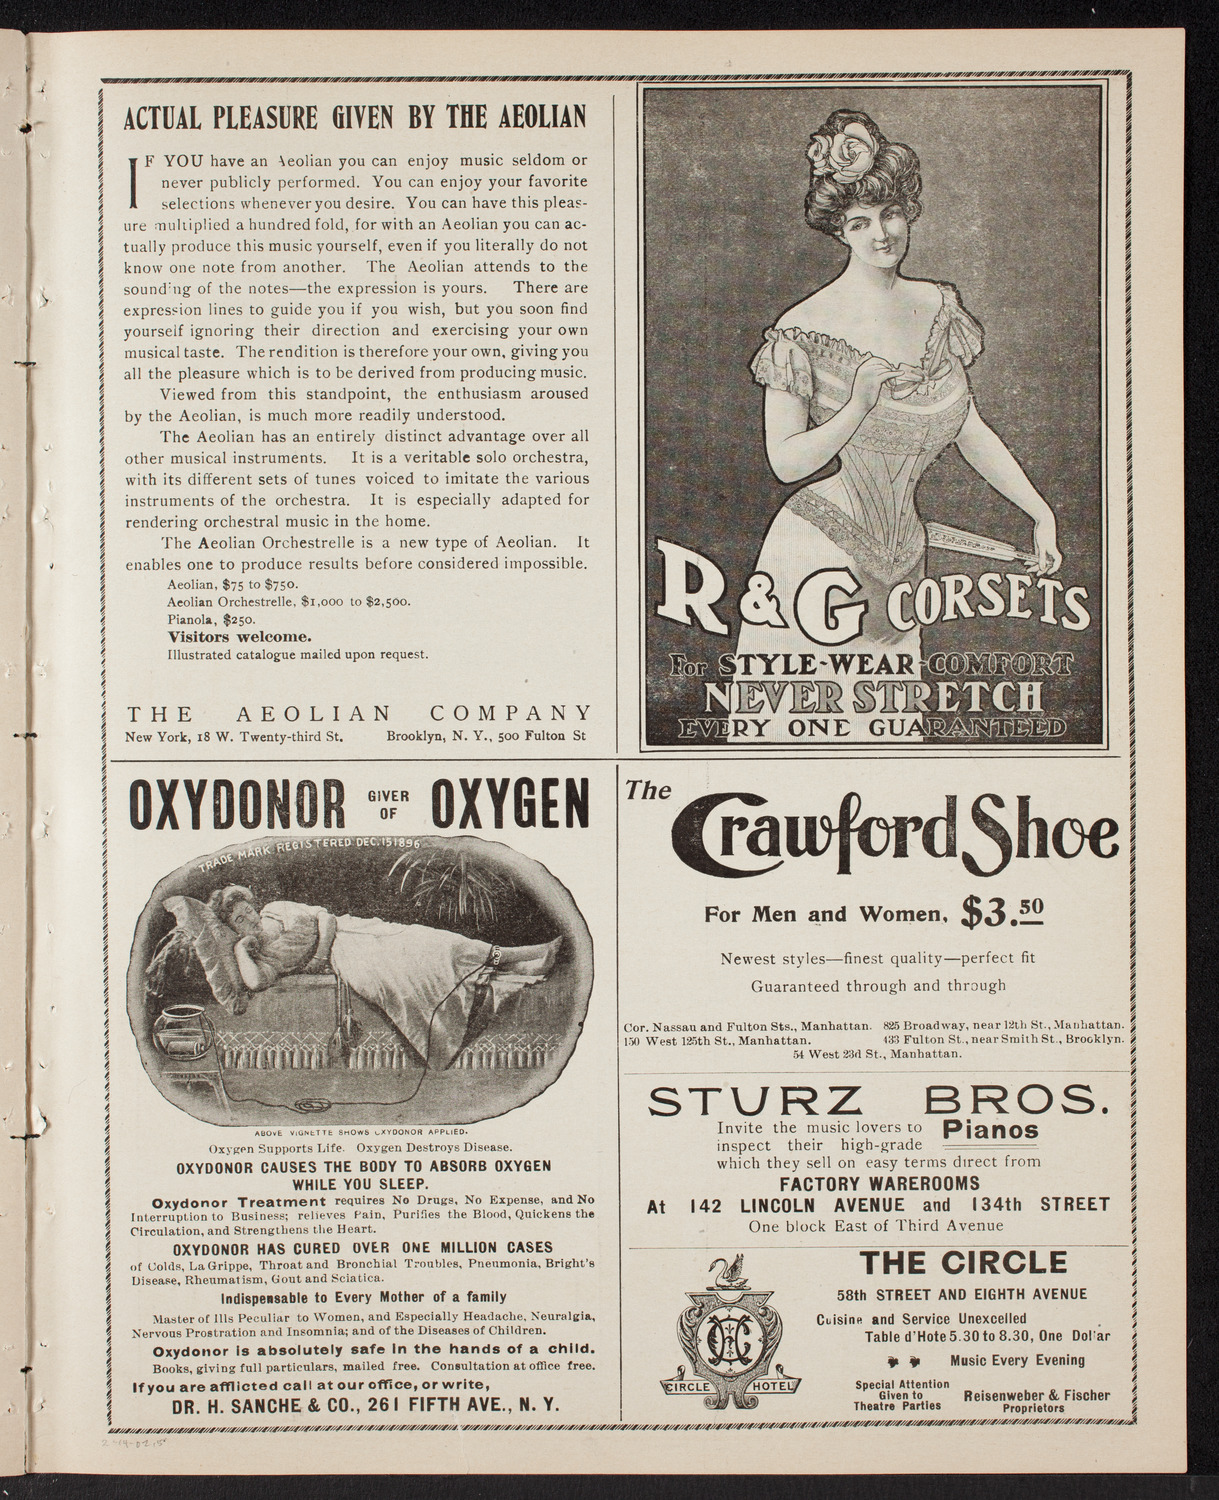 ACTUAL PLEASURE GIVEN BY THE AEOLIAN
IF YOU have an Aeolian you can enjoy music seldom or
never publicly performed. You can enjoy your favorite
selections whenever you desire. You can have this pleas-
ure multiplied a hundred fold, for with an Aeolian you can ac-
tually produce this music yourself, even if you literally do not
know one note from another. The Aeolian attends to the
sounding of the notes—the expression is yours. There are
expression lines to guide you if you wish, but you soon find
yourself ignoring their direction and exercising your own
musical taste. The rendition is therefore your own, giving you
all the pleasure which is to be derived from producing music.
Viewed from this standpoint, the enthusiasm aroused
by the Aeolian, is much more readily understood.
The Aeolian has an entirely distinct advantage over all
other musical instruments. It is a veritable solo orchestra,
with its different sets of tunes voiced to imitate the various
instruments of the orchestra. It is especially adapted for
rendering orchestral music in the home.
The Aeolian Orchestrelle is a new type of Aeolian. It
enables one to produce results before considered impossible.
Aeolian, $75 to $750.
Aeolian Orchestrelle, $1,000 to $2,500.
Pianola, $250.
Visitors welcome.
Illustrated catalogue mailed upon request.
THE AEOLIAN COMPANY
New York, 18 W. Twenty-third St. Brooklyn, N. Y., 500 Fulton St
R & G CORSETS
For STYLE-WEAR-COMFORT
NEVER STRETCH
EVERY ONE GUARANTEED
OXYDONOR GIVER OF OXYGEN
TRADE MARK REGISTERED DEC. 15 1896
ABOVE VIGNETTE SHOWS OXYDONOR APPLIED.
Oxygen Supports Life. Oxygen Destroys Disease.
OXYDONOR CAUSES THE BODY TO ABSORB OXYGEN
WHILE YOU SLEEP.
Oxydonor Treatment requires No Drugs, No Expense, and No
Interruption to Business; relieves Pain, Purifies the Blood, Quickens the
Circulation, and Strengthens the Heart.
OXYDONOR HAS CURED OVER ONE MILLION CASES
of Colds, La Grippe, Throat and Bronchial Troubles, Pneumonia, Bright's
Disease, Rheumatism, Gout and Sciatica.
Indispensable to Every Mother of a family
Master of Ills Peculiar to Women, and Especially Headache, Neuralgia,
Nervous Prostration and Insomnia; and of the Diseases of Children.
Oxydonor is absolutely safe in the hands of a child.
Books, giving full particulars, mailed free. Consultation at office free.
If you are afflicted call at our office, or write,
DR. H. SANCHE & CO., 261 FIFTH AVE., N. Y.
The Crawford Shoe
For Men and Women, $3.50
Newest styles—finest quality—perfect fit
Guaranteed through and through
Cor. Nassau and Fulton Sts., Manhattan. 825 Broadway, near 12th St., Manhattan.
150 West 125th St., Manhattan. 433 Fulton St., near Smith St., Brooklyn.
54 West 23d St., Manhattan.
STURZ BROS.
Invite the music lovers to
inspect their high-grade Pianos
which they sell on easy terms direct from
FACTORY WAREROOMS
At 142 LINCOLN AVENUE and 134th STREET
One block East of Third Avenue
CIRCLE HOTEL
THE CIRCLE
58th STREET AND EIGHTH AVENUE
Cuisine and Service Unexcelled
Table d'Hote 5.30 to 8.30, One Dollar
Music Every Evening
Special Attention
Given to
Theatre Parties
Reisenweber & Fischer
Proprietors